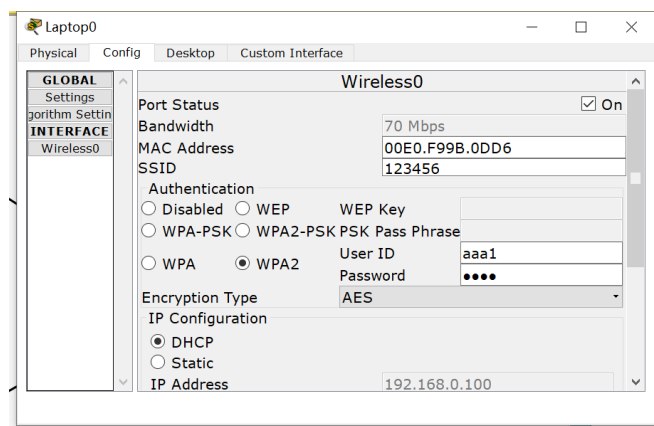 Laptop0
Physical Config Desktop Custom Interface
GLOBAL
Settings
gorithm Settin
INTERFACE
Wireless0
Wireless0
Port Status On
Bandwidth 70 Mbps
MAC Address 00E0.F99B.0DD6
SSID 123456
Authentication
Disabled WEP WEP Key
WPA-PSK WPA2-PSK PSK Pass Phrase
WPA WPA2 User ID aaa1
Password ●●●●
Encryption Type AES
IP Configuration
DHCP
Static
IP Address 192.168.0.100